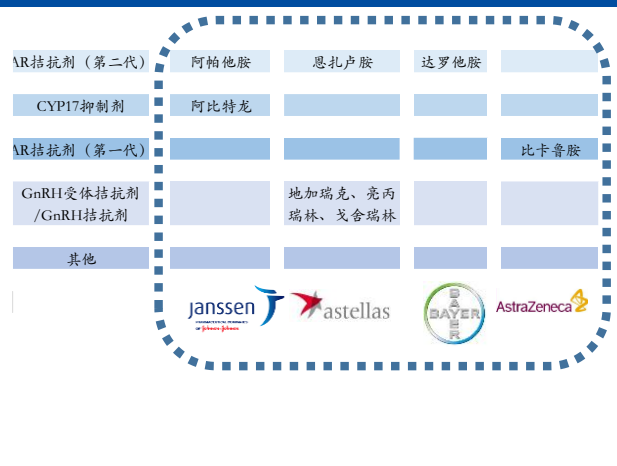 AR拮抗剂（第二代） 阿帕他胺 恩扎卢胺 达罗他胺
CYP17抑制剂 阿比特龙
AR拮抗剂（第一代） 比卡鲁胺
GnRH受体拮抗剂 地加瑞克、亮丙
/GnRH拮抗剂 瑞林、戈舍瑞林
其他
janssen astellas BAYER BAYER AstraZeneca